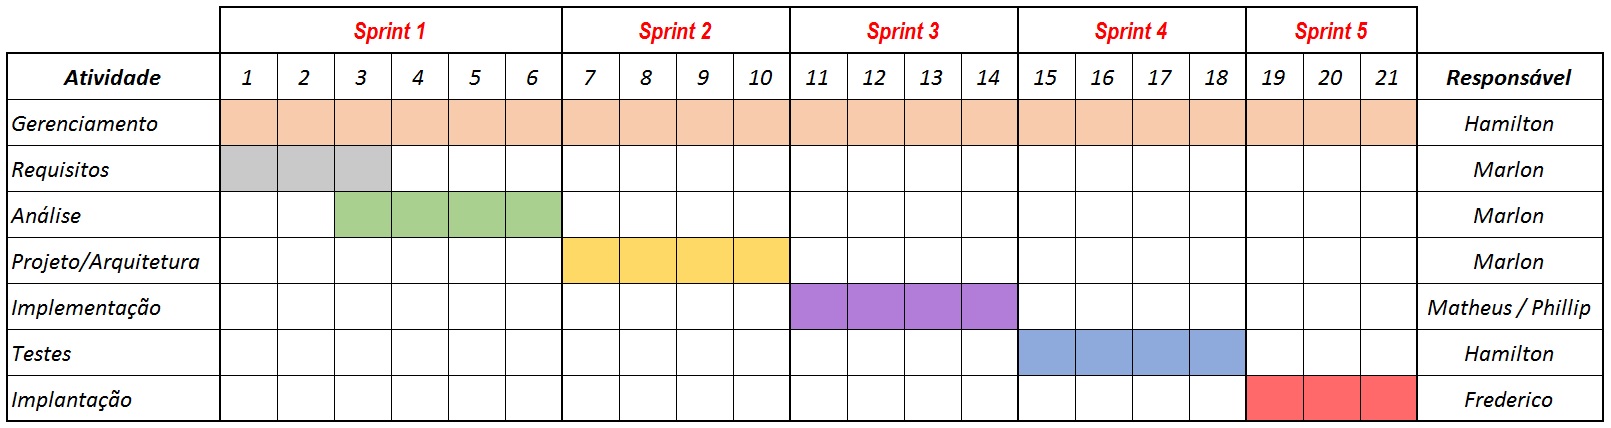 Sprint 1 Sprint 2 Sprint 3 Sprint 4 Sprint 5
Atividade 1 2 3 4 5 6 7 8 9 10 11 12 13 14 15 16 17 18 19 20 21 Responsável
Gerenciamento Hamilton
Requisitos Marlon
Análise Marlon
Projeto/Arquitetura Marlon
Implementação Matheus / Phillip
Testes Hamilton
Implantação Frederico